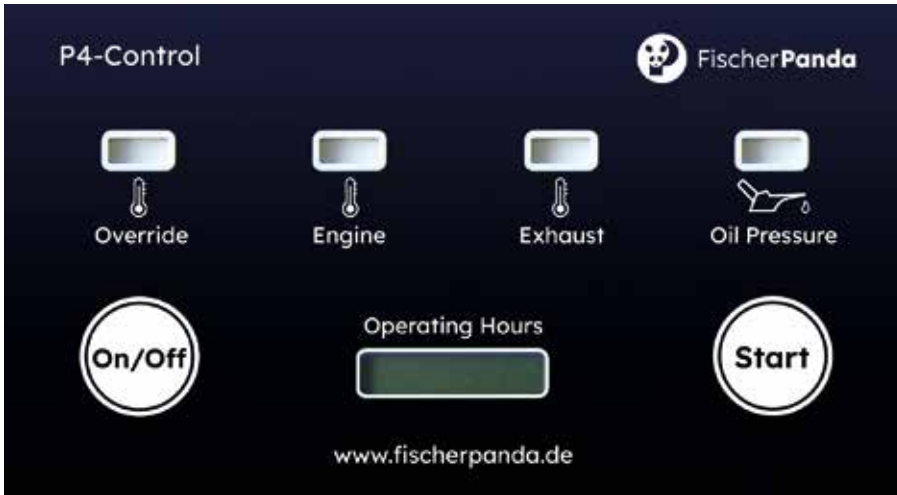 P4-Control
FischerPanda
Override
Engine
Exhaust
Oil Pressure
On/Off
Operating Hours
Start
www.fischerpanda.de